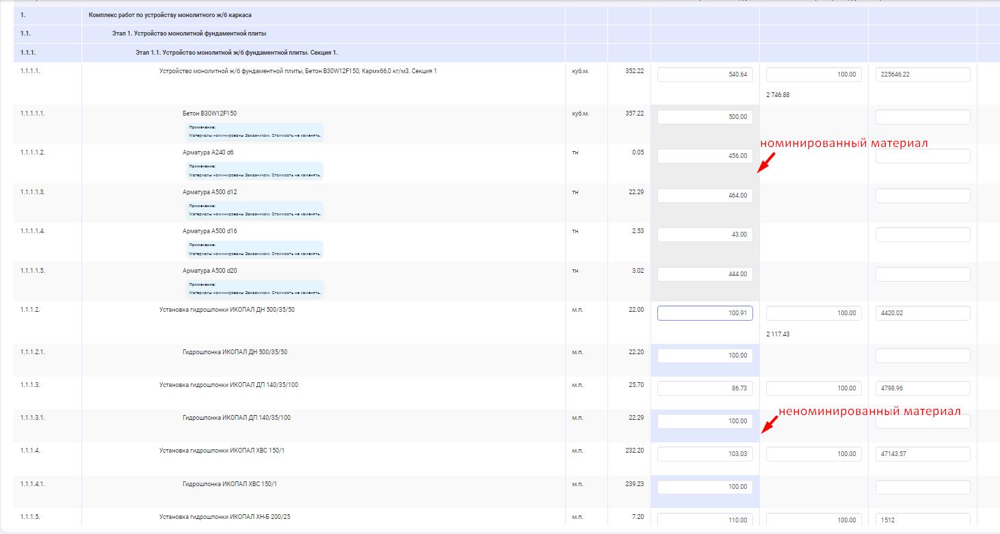 1. Комплекс работ по устройству монолитного ж/б каркаса
1.1. Этап 1. Устройство монолитной фундаментной плиты
1.1.1. Этап 1.1. Устройство монолитной ж/б фундаментной плиты. Секция 1.
1.1.1.1. Устройство монолитной ж/б фундаментной плиты, Бетон B30W12F150, Карм=66,0 кг/м3. Секция 1 куб.м. 352.22 540.64 100.00 225646.22
2 746.88
1.1.1.1.1. Бетон B30W12F150 куб.м. 357.22 500.00
Примечание:
Материалы номинированы Заказчиком. Стоимость не изменять.
номинированный материал
1.1.1.1.2. Арматура А240 d6 тн 0.05 456.00
Примечание:
Материалы номинированы Заказчиком. Стоимость не изменять.
1.1.1.1.3. Арматура А500 d12 тн 22.29 464.00
Примечание:
Материалы номинированы Заказчиком. Стоимость не изменять.
1.1.1.1.4. Арматура А500 d16 тн 2.53 43.00
Примечание:
Материалы номинированы Заказчиком. Стоимость не изменять.
1.1.1.1.5. Арматура А500 d20 тн 3.02 444.00
Примечание:
Материалы номинированы Заказчиком. Стоимость не изменять.
1.1.1.2. Установка гидрошпонки ИКОПАЛ ДН 500/35/50 м.п. 22.00 100.91 100.00 4420.02
2 117.43
1.1.1.2.1. Гидрошпонка ИКОПАЛ ДН 500/35/50 м.п. 22.20 100.00
1.1.1.3. Установка гидрошпонки ИКОПАЛ ДП 140/35/100 м.п. 25.70 86.73 100.00 4798.96
неноминированный материал
1.1.1.3.1. Гидрошпонка ИКОПАЛ ДП 140/35/100 м.п. 22.29 100.00
1.1.1.4. Установка гидрошпонки ИКОПАЛ ХВС 150/1 м.п. 232.20 103.03 100.00 47143.57
1.1.1.4.1. Гидрошпонка ИКОПАЛ ХВС 150/1 м.п. 239.23 100.00
1.1.1.5. Установка гидрошпонки ИКОПАЛ ХН-Б 200/25 м.п. 7.20 110.00 100.00 1512